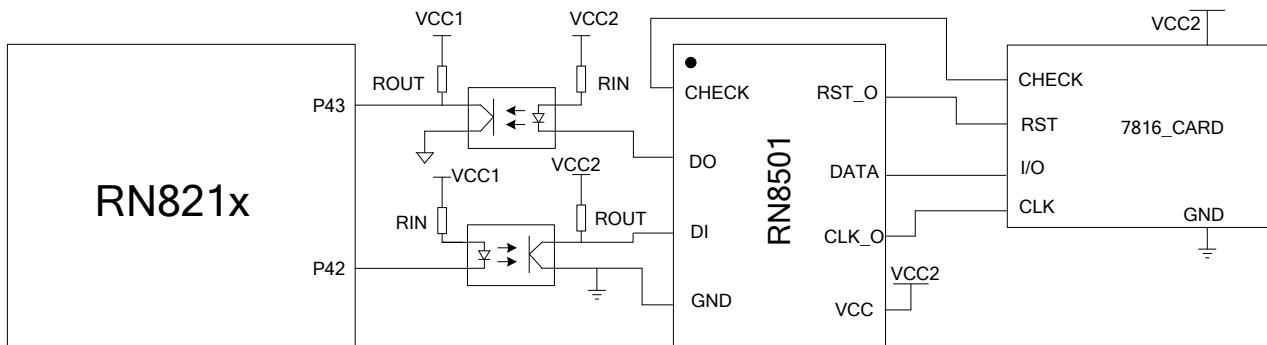 RN821x
P43
P42
VCC1
ROUT
VCC2
RIN
VCC1
RIN
VCC2
ROUT
CHECK
DO
DI
GND
RN8501
RST_O
DATA
CLK_O
VCC
VCC2
VCC2
CHECK
RST
I/O
CLK
7816_CARD
GND